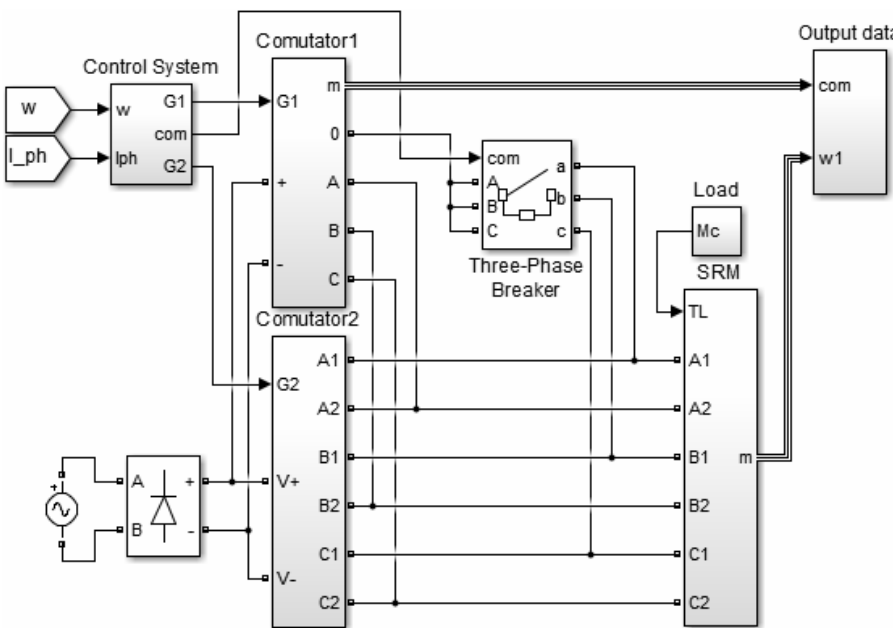 Comutator1
Output data
Control System
w
I_ph
w
Iph
G1
com
G2
G1
+
-
m
0
A
B
C
com
A
B
C
a
b
c
Three-Phase
Breaker
com
w1
Load
Mc
SRM
TL
A1
A2
B1
B2
C1
C2
m
Comutator2
G2
V+
V-
A1
A2
B1
B2
C1
C2
+
A
B
+
-